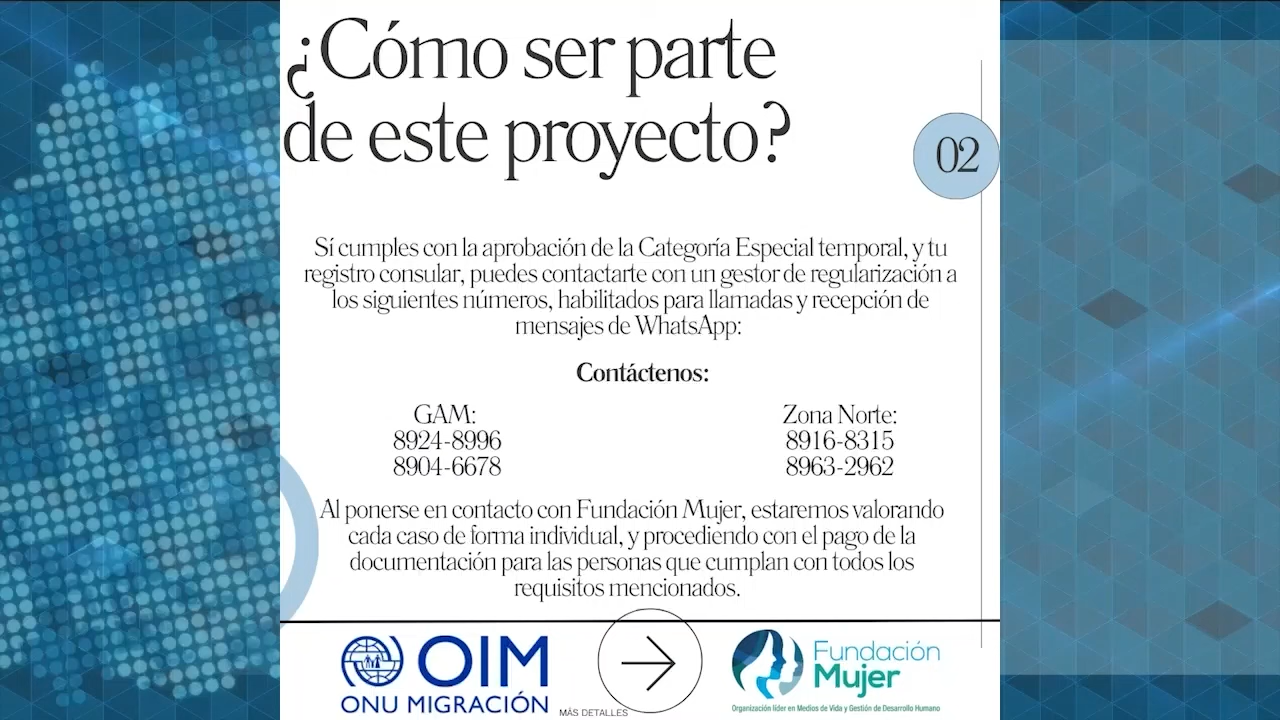 ¿Cómo ser parte
de este proyecto?
02
Sí cumples con la aprobación de la Categoría Especial temporal, y tu
registro consular, puedes contactarte con un gestor de regularización a
los siguientes números, habilitados para llamadas y recepción de
mensajes de WhatsApp:
Contáctenos:
GAM:
8924-8996
8904-6678
Zona Norte:
8916-8315
8963-2962
Al ponerse en contacto con Fundación Mujer, estaremos valorando
cada caso de forma individual, y procediendo con el pago de la
documentación para las personas que cumplan con todos los
requisitos mencionados.
OIM
ONU MIGRACIÓN
MÁS DETALLES
Fundación
Mujer
Organización líder en Medios de Vida y Gestión de Desarrollo Humano